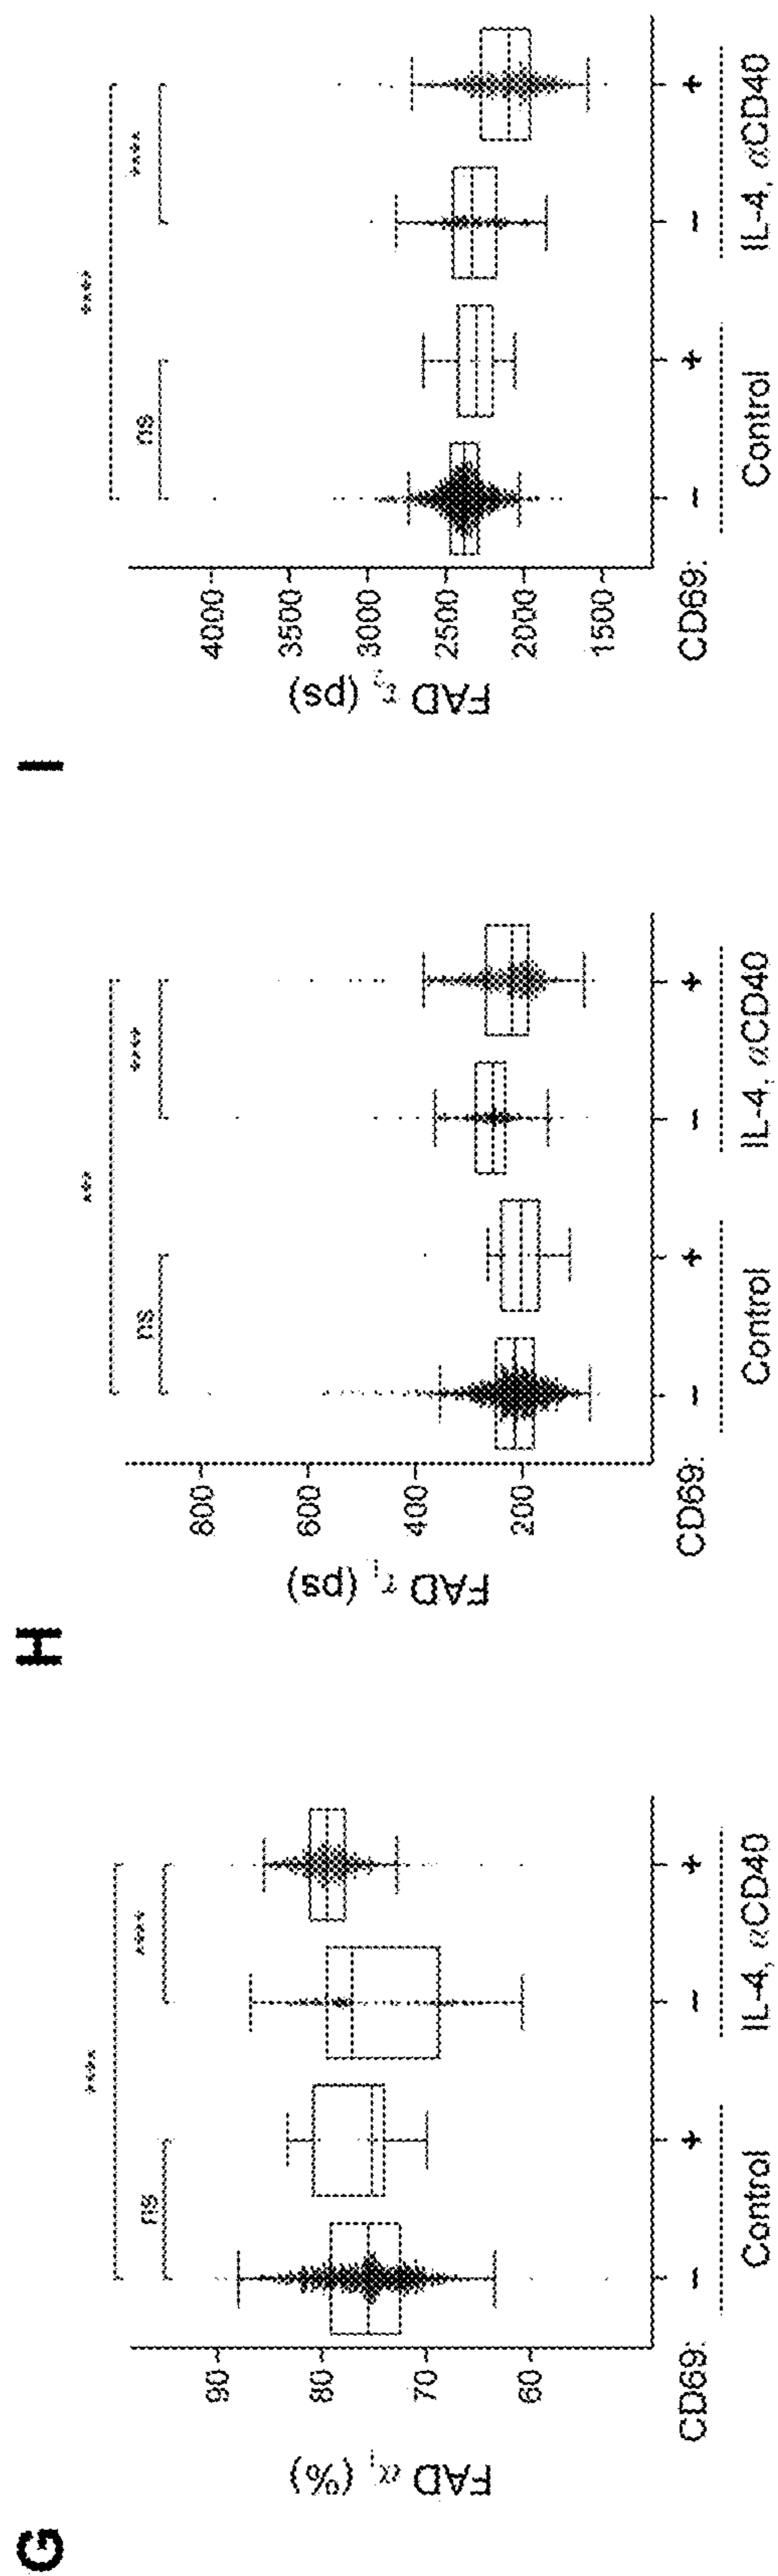 G
FAD α₁ (%)
90
80
70
60
ns
****
****
CD69:
− + − +
Control
IL-4, αCD40
H
FAD τ₁ (ps)
800
600
400
200
ns
***
****
CD69:
− + − +
Control
IL-4, αCD40
I
FAD τ₂ (ps)
4000
3500
3000
2500
2000
1500
ns
****
****
CD69:
− + − +
Control
IL-4, αCD40